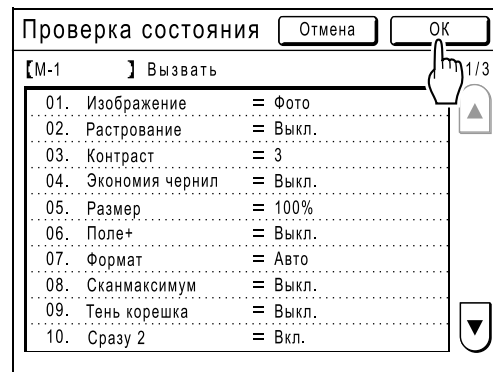 Проверка состояния Отмена OK
【M-1 】 Вызвать 1/3
01. Изображение = Фото
02. Растрование = Выкл.
03. Контраст = 3
04. Экономия чернил = Выкл.
05. Размер = 100%
06. Поле+ = Выкл.
07. Формат = Авто
08. Сканмаксимум = Выкл.
09. Тень корешка = Выкл.
10. Сразу 2 = Вкл.